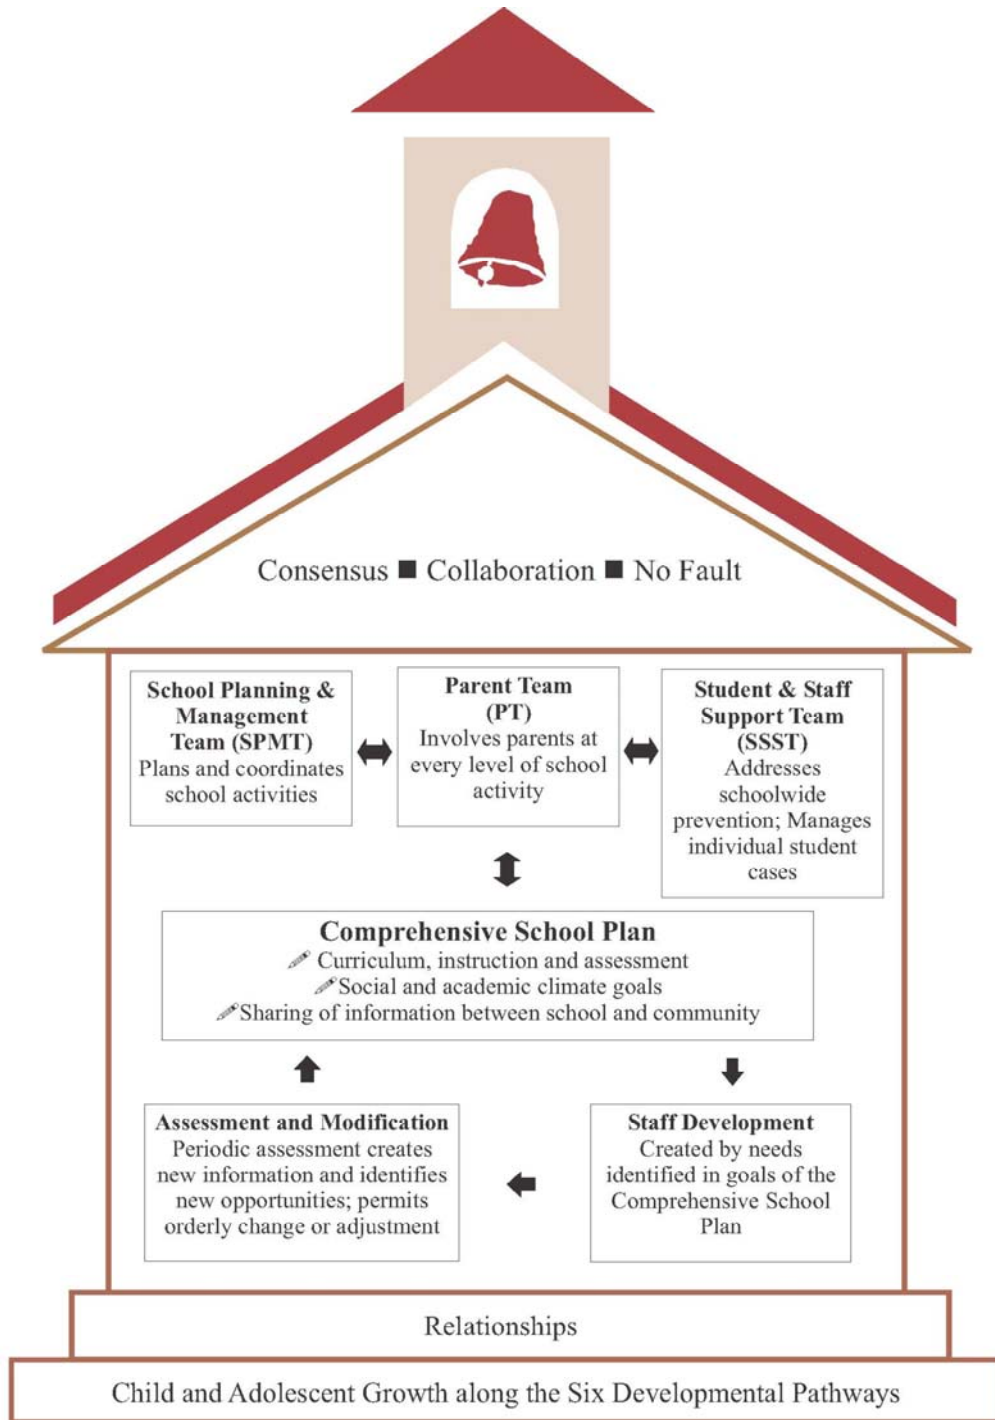 Consensus ■ Collaboration ■ No Fault
School Planning &
Management
Team (SPMT)
Plans and coordinates
school activities
Parent Team
(PT)
Involves parents at
every level of school
activity
Student & Staff
Support Team
(SSST)
Addresses
schoolwide
prevention; Manages
individual student
cases
Comprehensive School Plan
Curriculum, instruction and assessment
Social and academic climate goals
Sharing of information between school and community
Assessment and Modification
Periodic assessment creates
new information and identifies
new opportunities; permits
orderly change or adjustment
Staff Development
Created by needs
identified in goals of the
Comprehensive School
Plan
Relationships
Child and Adolescent Growth along the Six Developmental Pathways